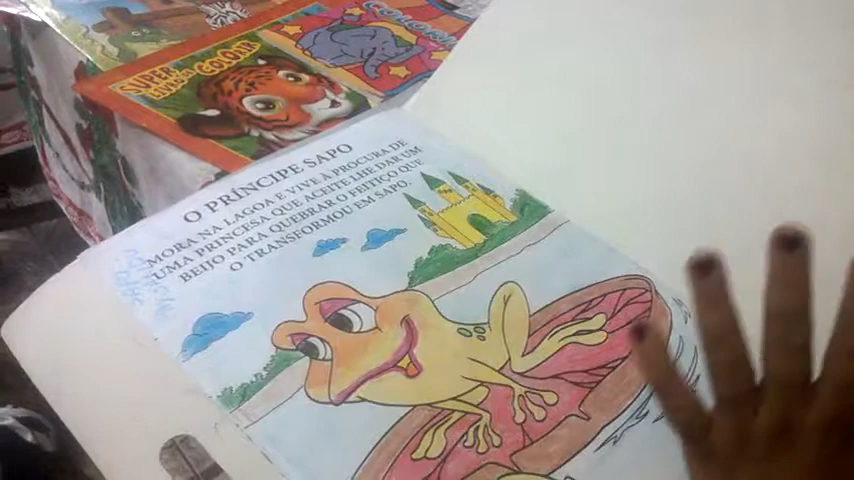 SUPER
LIVRO DE COLORIR
COLORIR
O PRÍNCIPE SAPO
MORA NA LAGOA E VIVE À PROCURA DE
UMA PRINCESA QUE ACEITE LHE DAR UM
BEIJO PARA QUEBRAR O FEITIÇO QUE
O TRANSFORMOU EM SAPO.